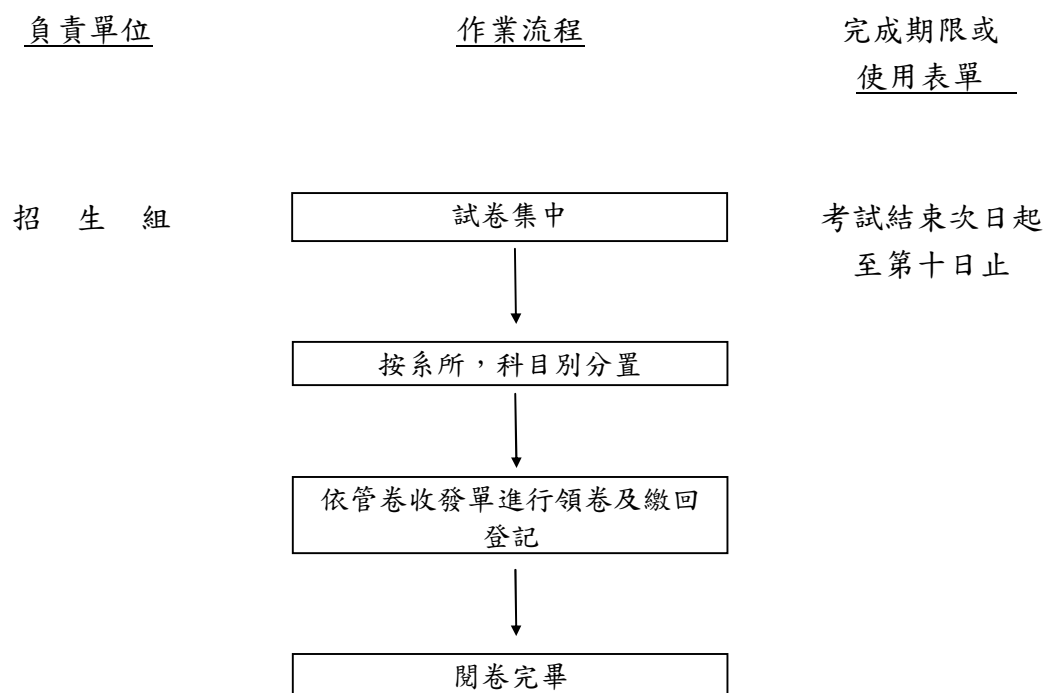 負責單位 作業流程 完成期限或
使用表單
招 生 組 試卷集中 考試結束次日起
至第十日止
按系所，科目別分置
依管卷收發單進行領卷及繳回
登記
閱卷完畢